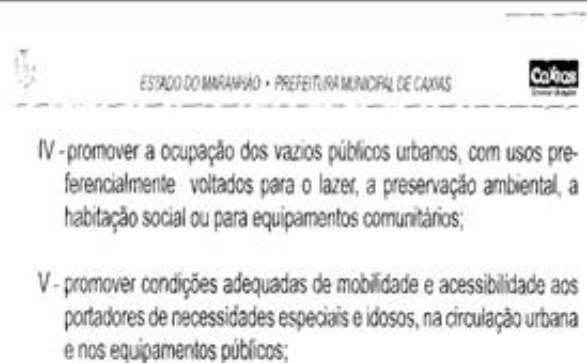 ESTADO DO MARANHÃO • PREFEITURA MUNICIPAL DE CAXIAS
Caxias
IV - promover a ocupação dos vazios públicos urbanos, com usos pre-
ferencialmente voltados para o lazer, a preservação ambiental, a
habitação social ou para equipamentos comunitários;
V - promover condições adequadas de mobilidade e acessibilidade aos
portadores de necessidades especiais e idosos, na circulação urbana
e nos equipamentos públicos;